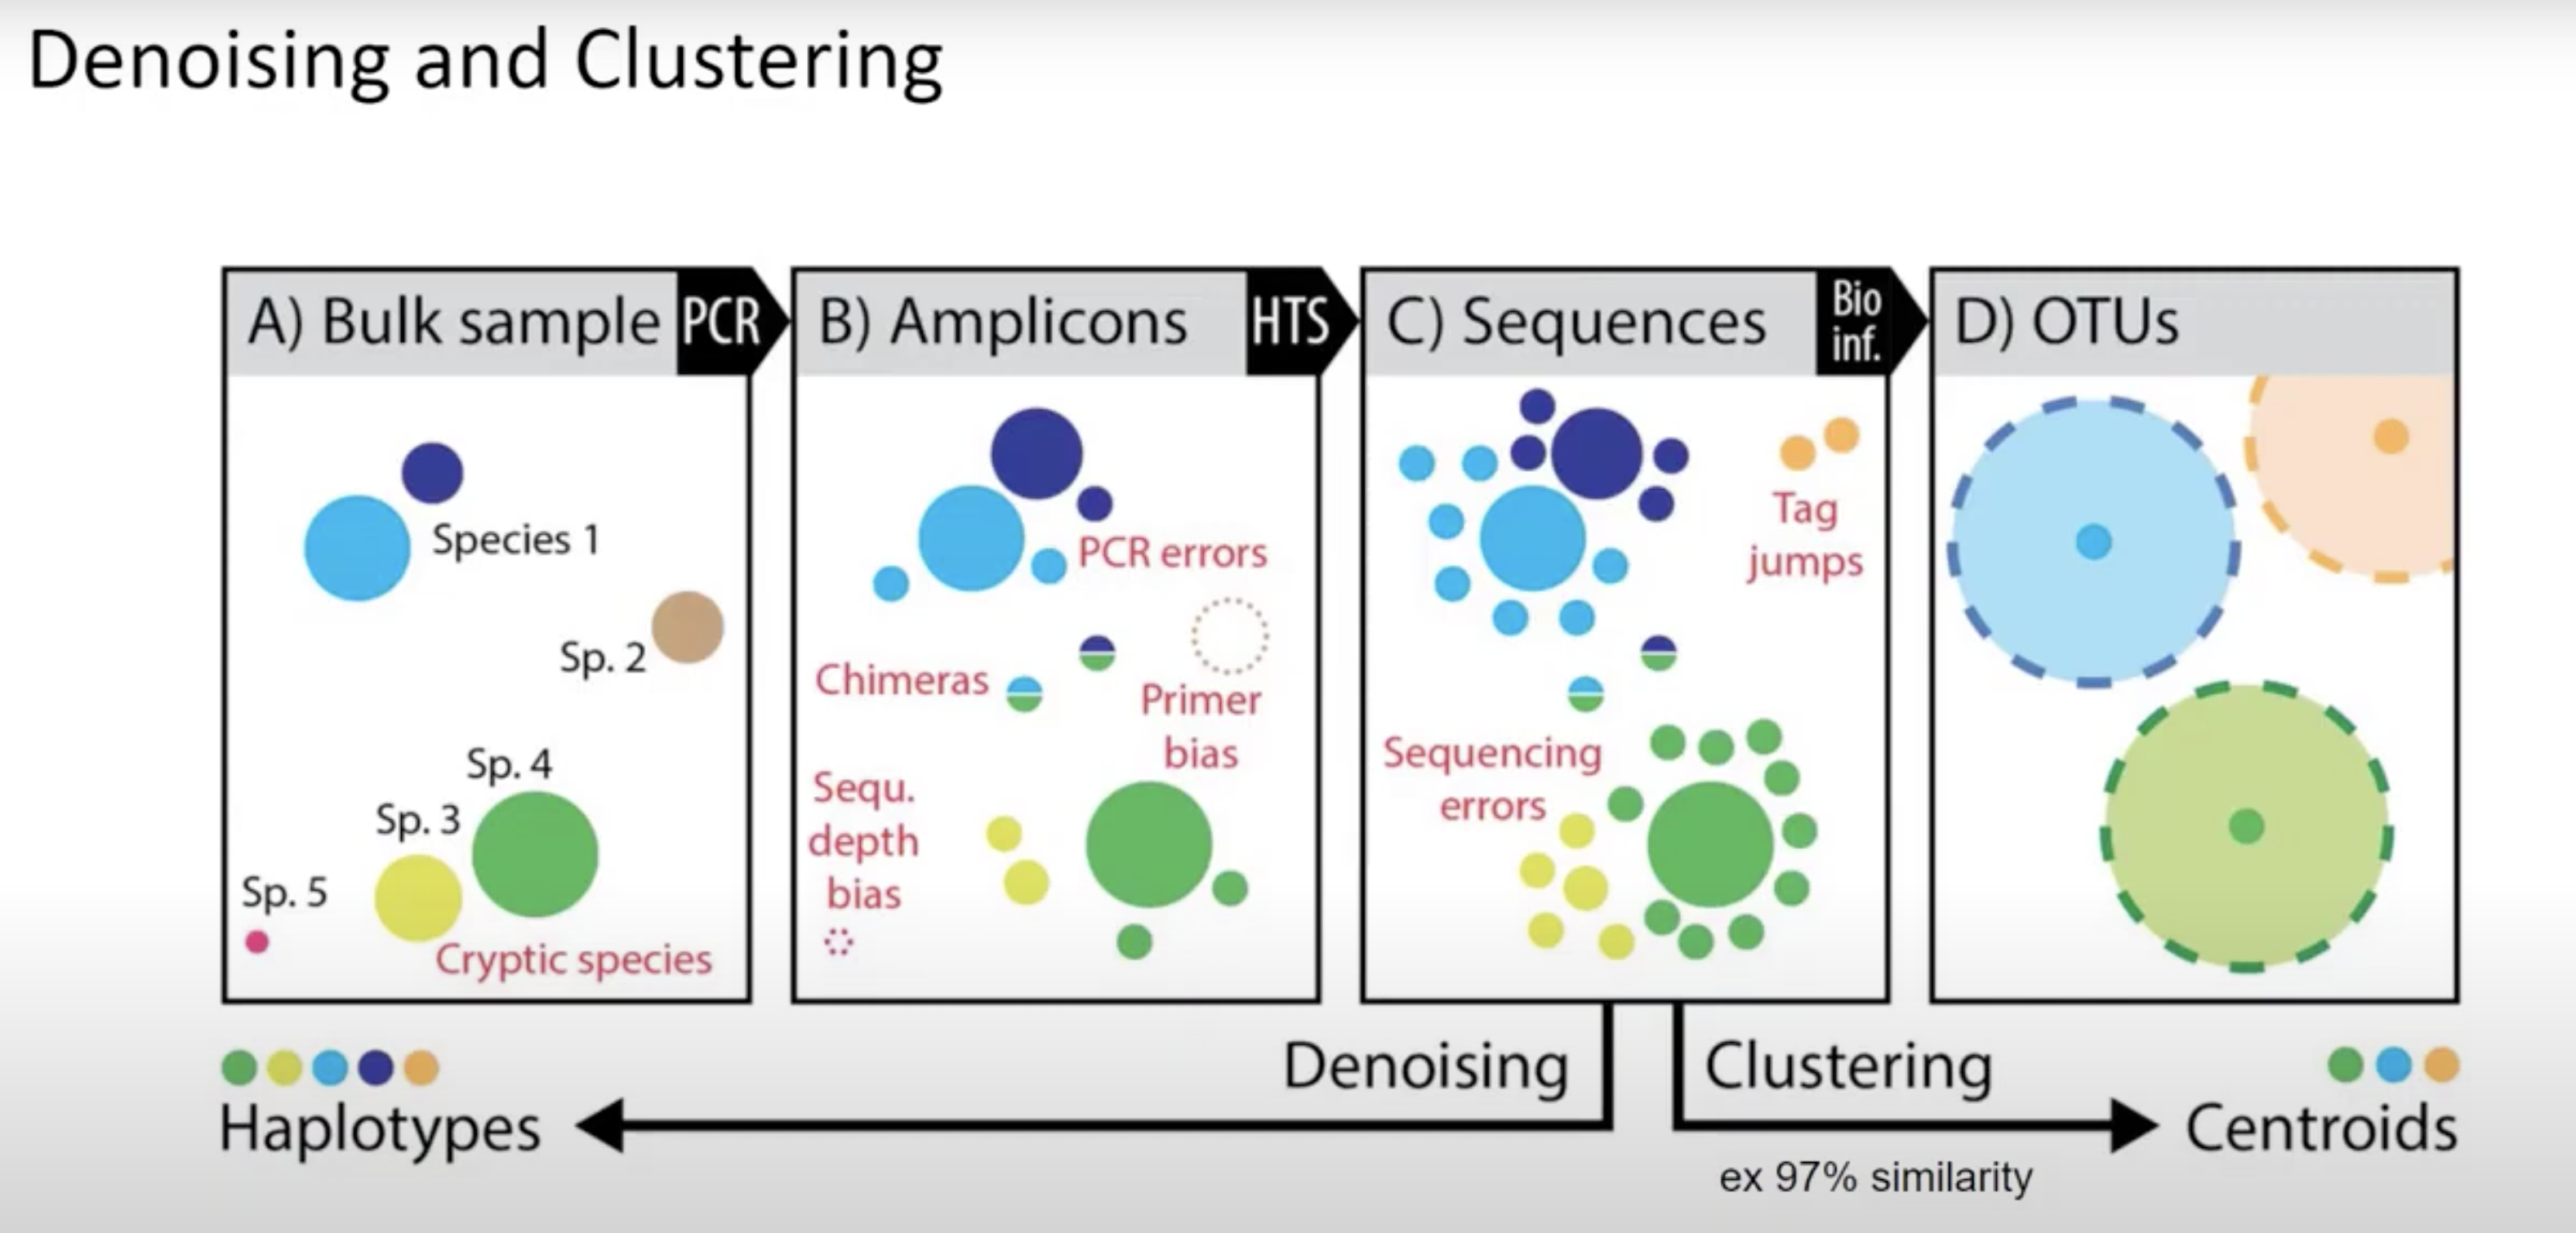 Denoising and Clustering
A) Bulk sample
PCR
B) Amplicons
HTS
C) Sequences
Bio
inf.
D) OTUs
Species 1
Sp. 2
Sp. 4
Sp. 3
Sp. 5
Cryptic species
PCR errors
Chimeras
Primer
bias
Sequ.
depth
bias
Tag
jumps
Sequencing
errors
Haplotypes
Denoising
Clustering
ex 97% similarity
Centroids